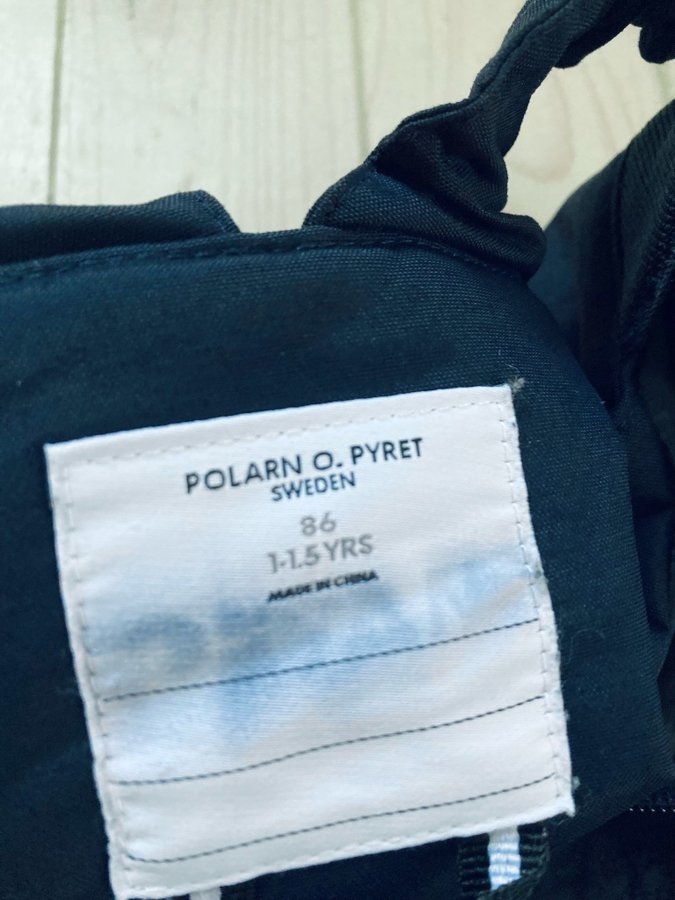 POLARN O. PYRET
SWEDEN
86
1-1.5 YRS
MADE IN CHINA